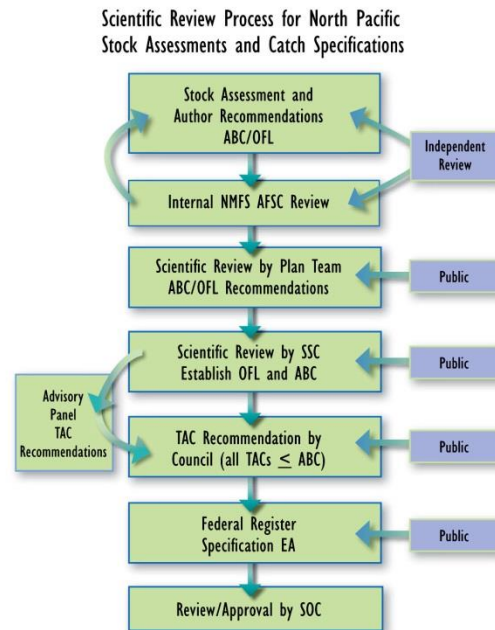 Scientific Review Process for North Pacific
Stock Assessments and Catch Specifications
Stock Assessment and
Author Recommendations
ABC/OFL
Independent
Review
Internal NMFS AFSC Review
Scientific Review by Plan Team
ABC/OFL Recommendations
Public
Scientific Review by SSC
Establish OFL and ABC
Public
Advisory
Panel
TAC
Recommendations
TAC Recommendation by
Council (all TACs ≤ ABC)
Public
Federal Register
Specification EA
Public
Review/Approval by SOC